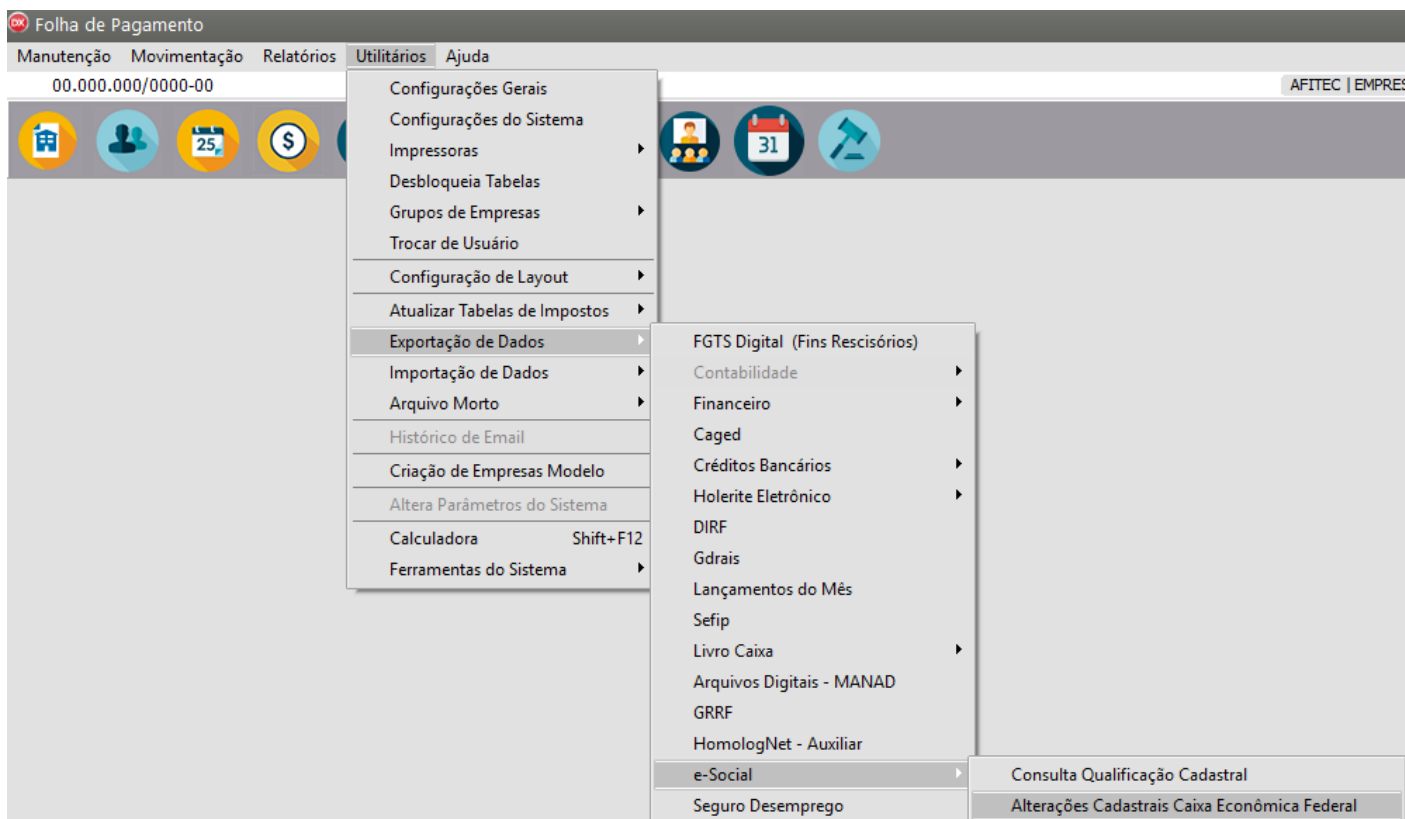 DX Folha de Pagamento
Manutenção Movimentação Relatórios Utilitários Ajuda
00.000.000/0000-00
AFITEC | EMPRES
25
$
31
Configurações Gerais
Configurações do Sistema
Impressoras
Desbloqueia Tabelas
Grupos de Empresas
Trocar de Usuário
Configuração de Layout
Atualizar Tabelas de Impostos
Exportação de Dados
Importação de Dados
Arquivo Morto
Histórico de Email
Criação de Empresas Modelo
Altera Parâmetros do Sistema
Calculadora Shift+F12
Ferramentas do Sistema
FGTS Digital (Fins Rescisórios)
Contabilidade
Financeiro
Caged
Créditos Bancários
Holerite Eletrônico
DIRF
Gdrais
Lançamentos do Mês
Sefip
Livro Caixa
Arquivos Digitais - MANAD
GRRF
HomologNet - Auxiliar
e-Social
Seguro Desemprego
Consulta Qualificação Cadastral
Alterações Cadastrais Caixa Econômica Federal